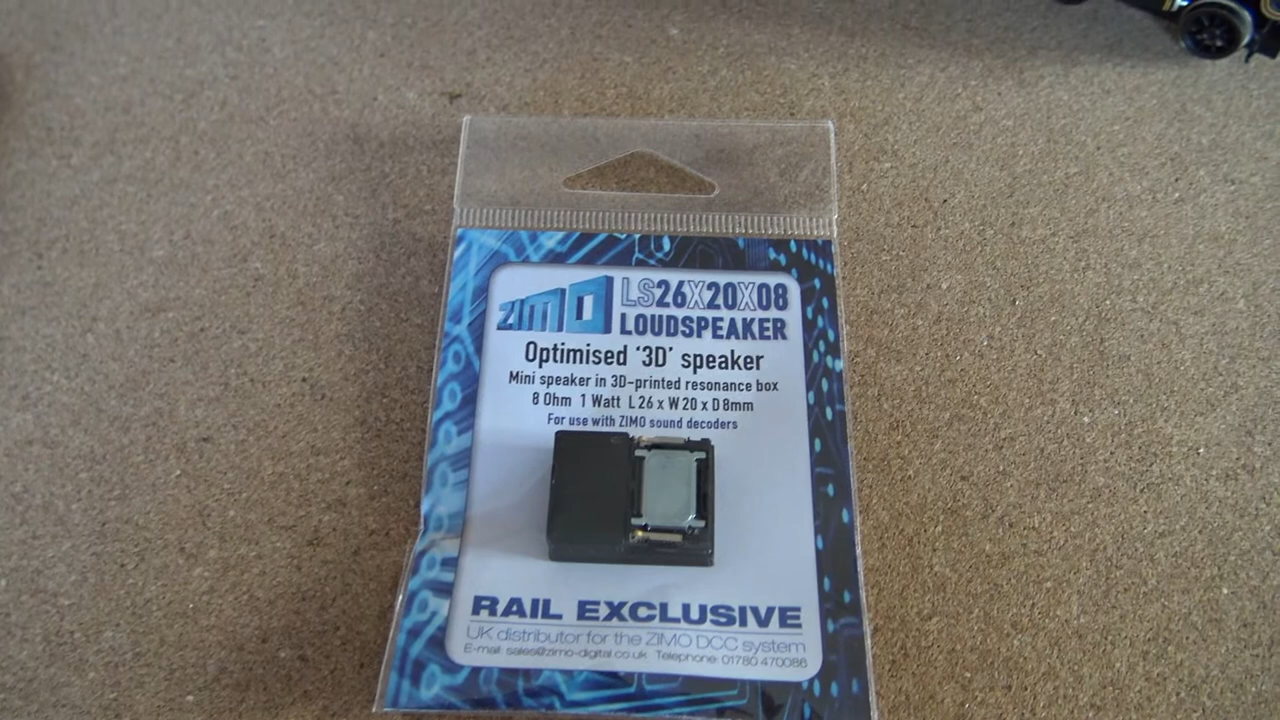 ZIMO
LS26X20X08
LOUDSPEAKER
Optimised ‘3D’ speaker
Mini speaker in 3D-printed resonance box
8 Ohm 1 Watt L 26 x W 20 x D 8mm
For use with ZIMO sound decoders
RAIL EXCLUSIVE
UK distributor for the ZIMO DCC system
E-mail: sales@zimo-digital.co.uk Telephone: 01780 470086